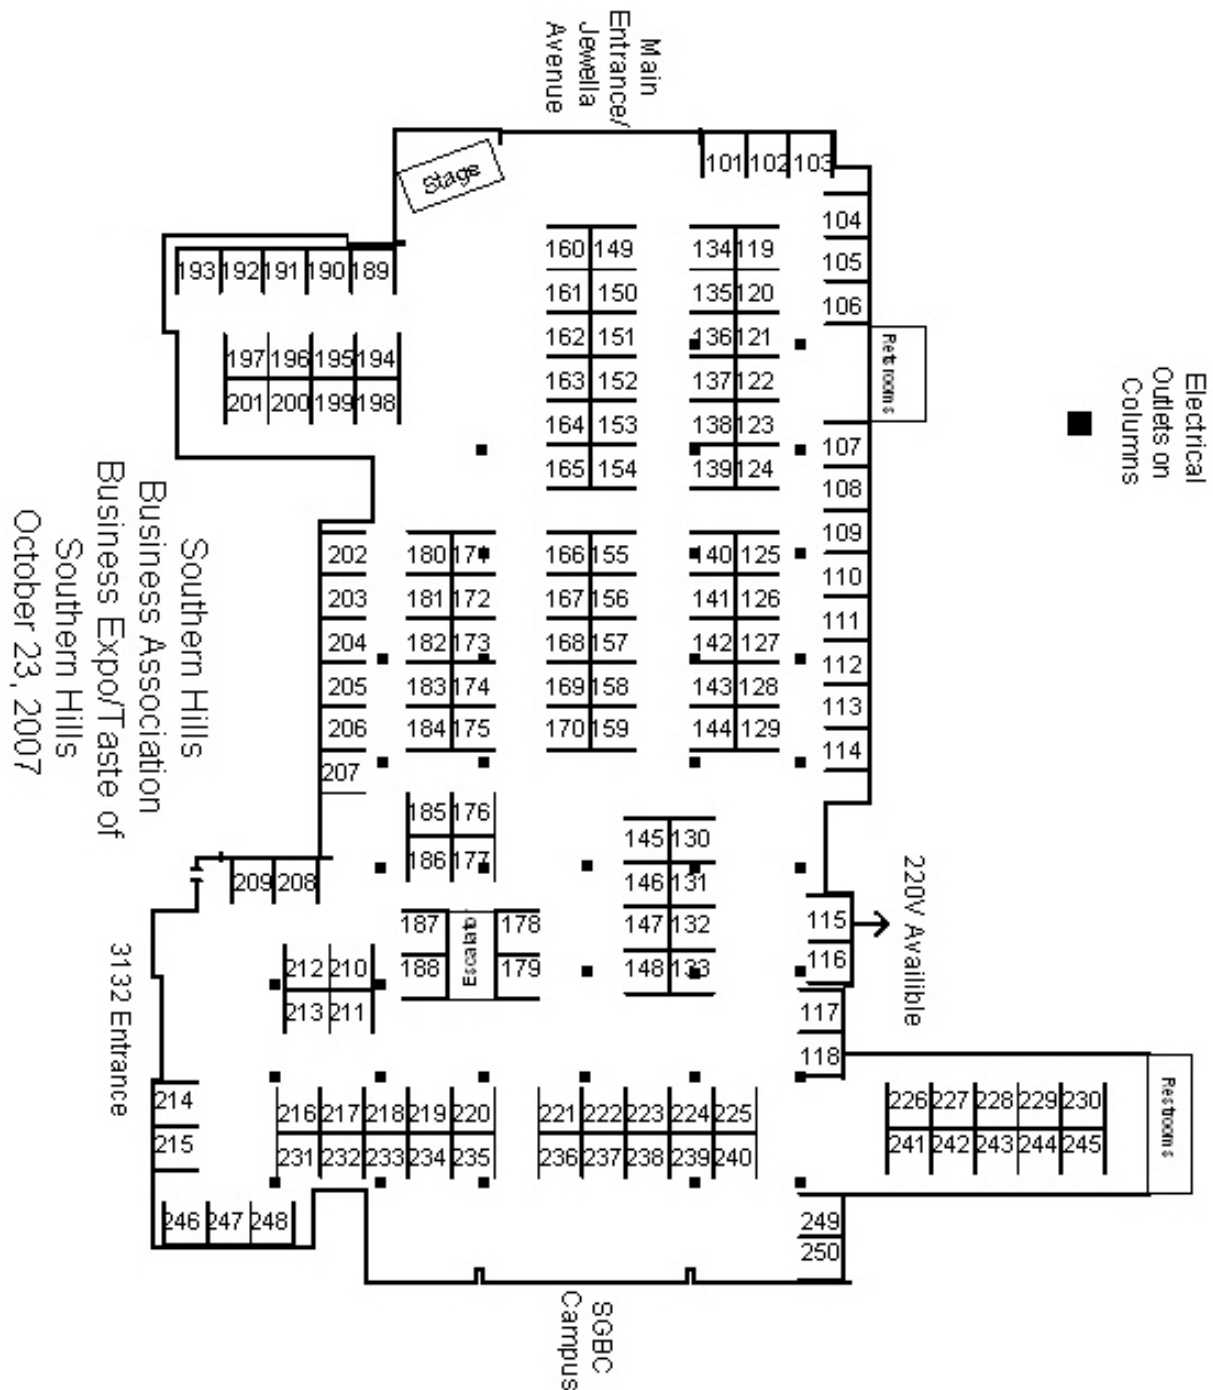 Main
Entrance/
Jewella
Avenue
Stage
101 102 103
104
105
106
Retrooms
107
108
109
110
111
112
113
114
Electrical
Outlets on
Columns
160 149 134 119
161 150 135 120
162 151 136 121
163 152 137 122
164 153 138 123
165 154 139 124
193 192 191 190 189
197 196 195 194
201 200 199 198
Southern Hills
Business Association
Business Expo/Taste of
Southern Hills
October 23, 2007
202
203
204
205
206
207
180 171
181 172
182 173
183 174
184 175
166 155
167 156
168 157
169 158
170 159
140 125
141 126
142 127
143 128
144 129
185 176
186 177
145 130
146 131
147 132
148 133
209 208
187
188
178
179
212 210
213 211
115
116
117
118
220V Availible
3132 Entrance
214
215
216 217 218 219 220
231 232 233 234 235
221 222 223 224 225
236 237 238 239 240
226 227 228 229 230
241 242 243 244 245
Restrooms
246 247 248
249
250
SGBC
Campus